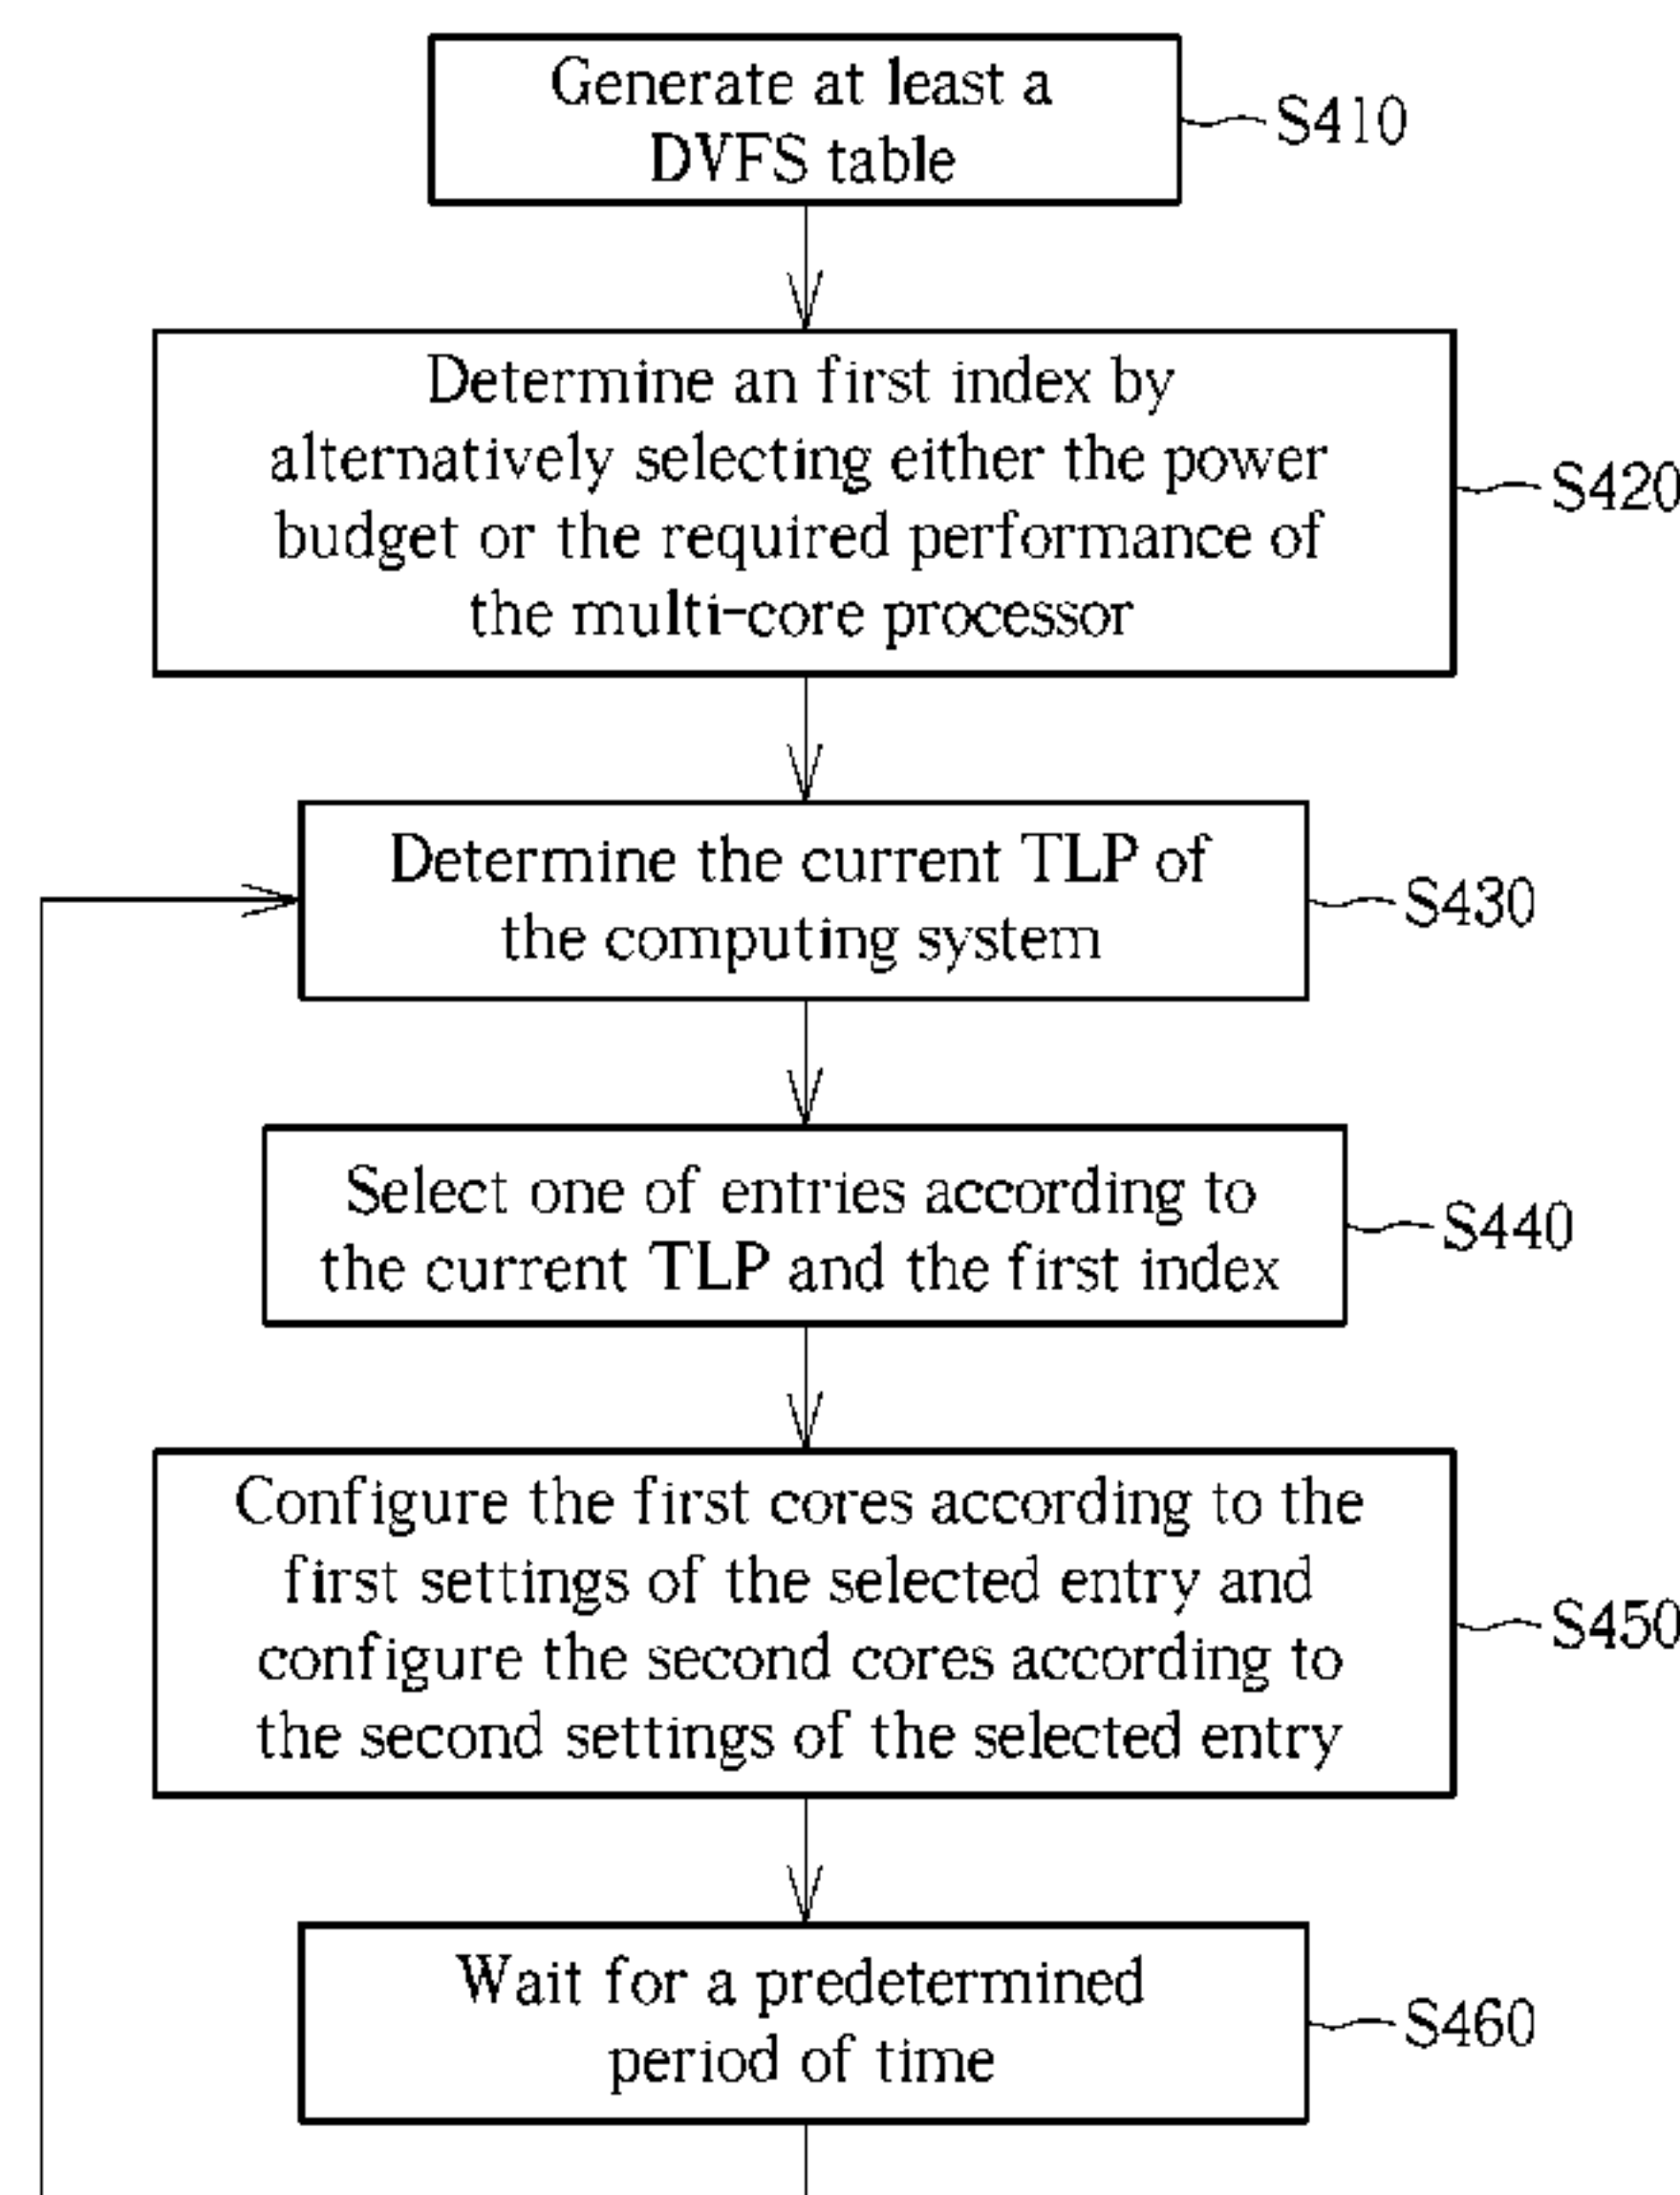 Generate at least a
DVFS table
S410
Determine an first index by
alternatively selecting either the power
budget or the required performance of
the multi-core processor
S420
Determine the current TLP of
the computing system
S430
Select one of entries according to
the current TLP and the first index
S440
Configure the first cores according to the
first settings of the selected entry and
configure the second cores according to
the second settings of the selected entry
S450
Wait for a predetermined
period of time
S460